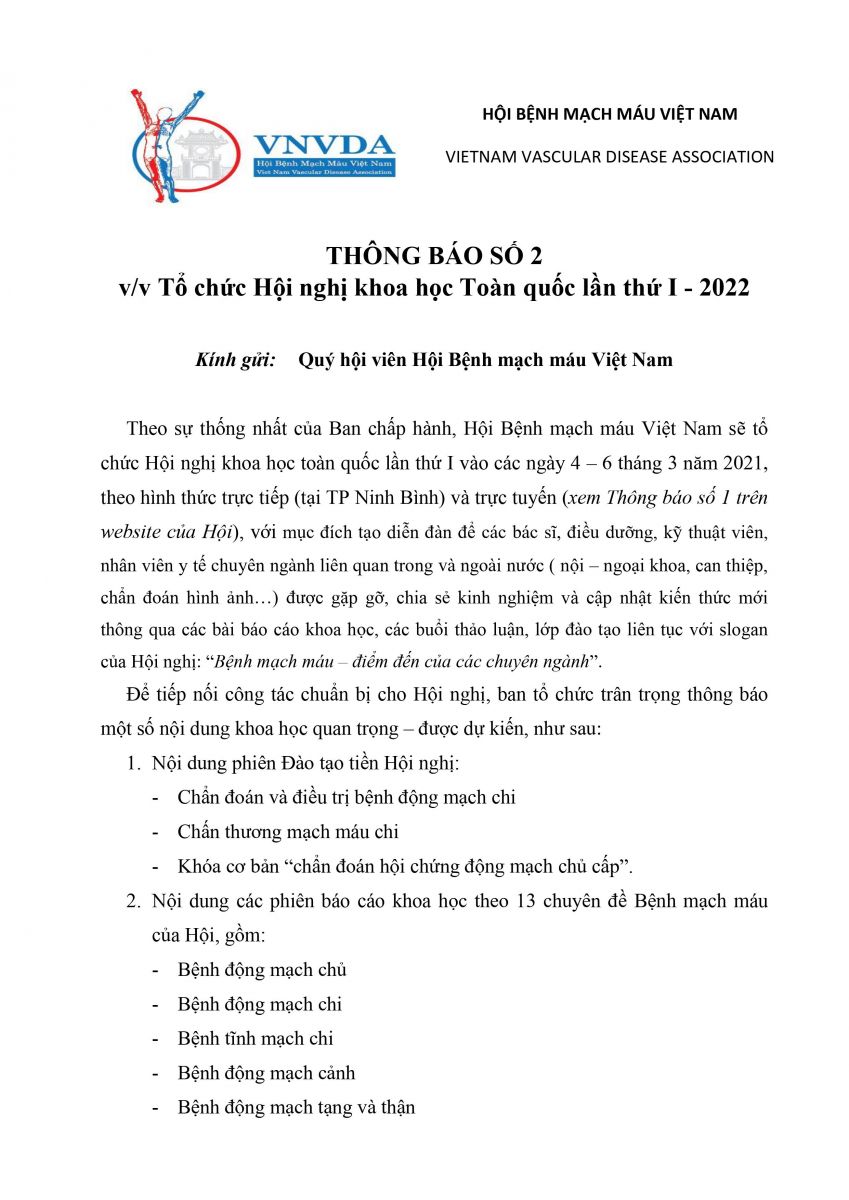 VNVDA
Hội Bệnh Mạch Máu Việt Nam
Viet Nam Vascular Disease Association
HỘI BỆNH MẠCH MÁU VIỆT NAM
VIETNAM VASCULAR DISEASE ASSOCIATION
THÔNG BÁO SỐ 2
v/v Tổ chức Hội nghị khoa học Toàn quốc lần thứ I - 2022
Kính gửi: Quý hội viên Hội Bệnh mạch máu Việt Nam
Theo sự thống nhất của Ban chấp hành, Hội Bệnh mạch máu Việt Nam sẽ tổ
chức Hội nghị khoa học toàn quốc lần thứ I vào các ngày 4 – 6 tháng 3 năm 2021,
theo hình thức trực tiếp (tại TP Ninh Bình) và trực tuyến (xem Thông báo số 1 trên
website của Hội), với mục đích tạo diễn đàn để các bác sĩ, điều dưỡng, kỹ thuật viên,
nhân viên y tế chuyên ngành liên quan trong và ngoài nước ( nội – ngoại khoa, can thiệp,
chẩn đoán hình ảnh…) được gặp gỡ, chia sẻ kinh nghiệm và cập nhật kiến thức mới
thông qua các bài báo cáo khoa học, các buổi thảo luận, lớp đào tạo liên tục với slogan
của Hội nghị: “Bệnh mạch máu – điểm đến của các chuyên ngành”.
Để tiếp nối công tác chuẩn bị cho Hội nghị, ban tổ chức trân trọng thông báo
một số nội dung khoa học quan trọng – được dự kiến, như sau:
1. Nội dung phiên Đào tạo tiền Hội nghị:
- Chẩn đoán và điều trị bệnh động mạch chi
- Chấn thương mạch máu chi
- Khóa cơ bản “chẩn đoán hội chứng động mạch chủ cấp”.
2. Nội dung các phiên báo cáo khoa học theo 13 chuyên đề Bệnh mạch máu
của Hội, gồm:
- Bệnh động mạch chủ
- Bệnh động mạch chi
- Bệnh tĩnh mạch chi
- Bệnh động mạch cảnh
- Bệnh động mạch tạng và thận